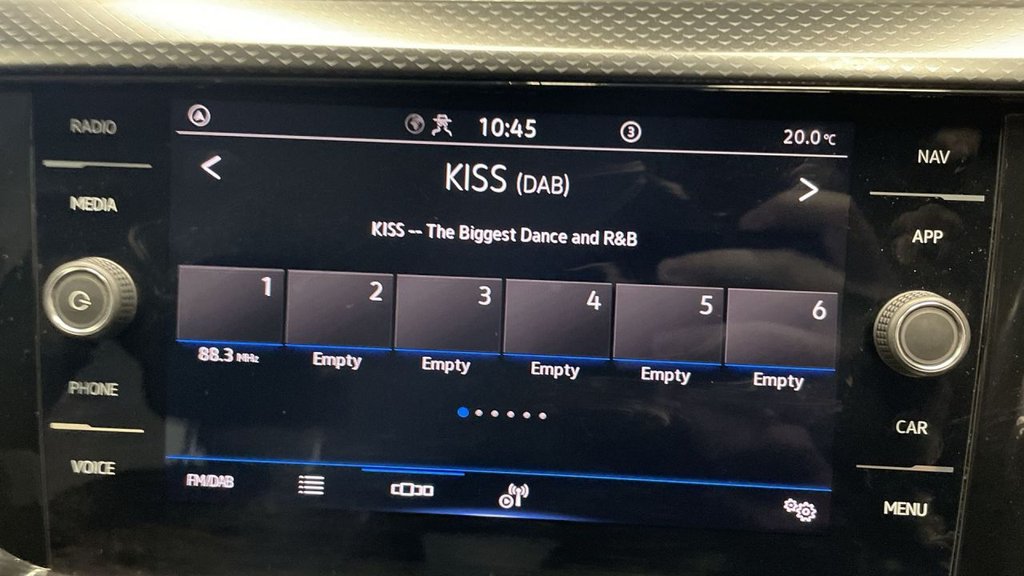 RADIO
MEDIA
PHONE
VOICE
10:45
3
20.0°C
KISS (DAB)
KISS -- The Biggest Dance and R&B
1 2 3 4 5 6
88.3 MHz Empty Empty Empty Empty Empty
FM/DAB
NAV
APP
CAR
MENU